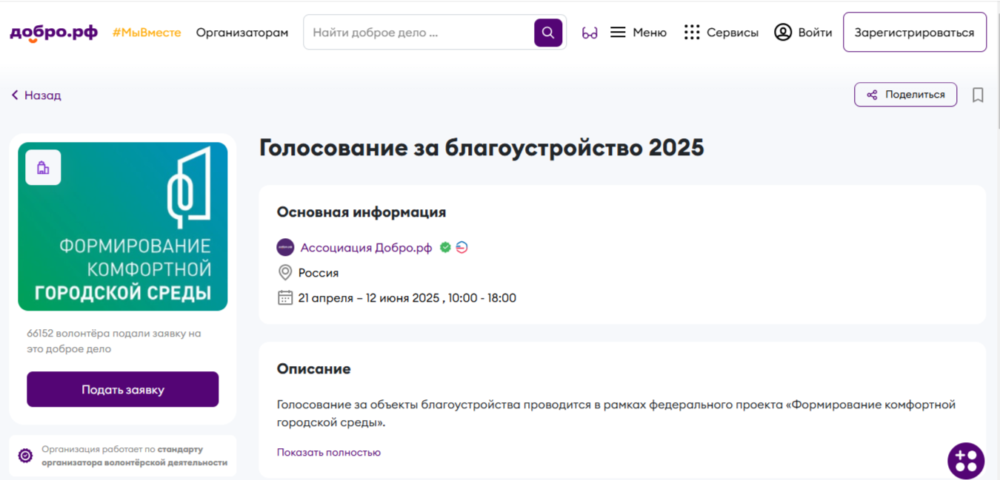 добро.рф #МыВместе Организаторам Найти доброе дело ... Меню Сервисы Войти Зарегистрироваться
Назад Поделиться
ФОРМИРОВАНИЕ
КОМФОРТНОЙ
ГОРОДСКОЙ СРЕДЫ
66152 волонтёра подали заявку на
это доброе дело
Подать заявку
Организация работает по стандарту
организатора волонтёрской деятельности
Голосование за благоустройство 2025
Основная информация
Ассоциация Добро.рф
Россия
21 апреля – 12 июня 2025 , 10:00 - 18:00
Описание
Голосование за объекты благоустройства проводится в рамках федерального проекта «Формирование комфортной
городской среды».
Показать полностью